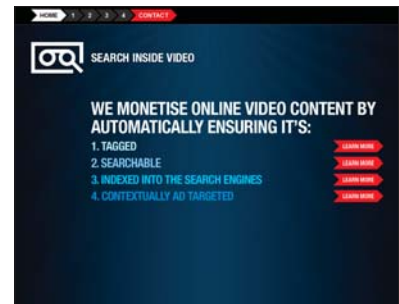 HOME 1 2 3 4 CONTACT
SEARCH INSIDE VIDEO
WE MONETISE ONLINE VIDEO CONTENT BY
AUTOMATICALLY ENSURING IT'S:
1. TAGGED LEARN MORE
2. SEARCHABLE LEARN MORE
3. INDEXED INTO THE SEARCH ENGINES LEARN MORE
4. CONTEXTUALLY AD TARGETED LEARN MORE